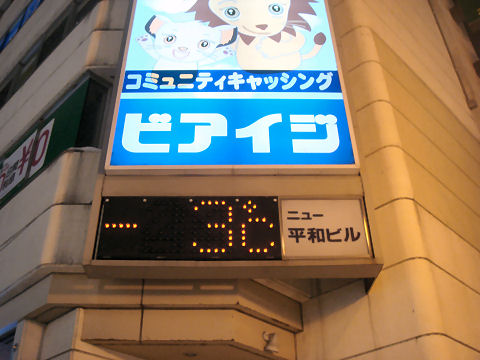 コミュニティキャッシング
ビアイジ
-3℃
ニュー
平和ビル
¥0